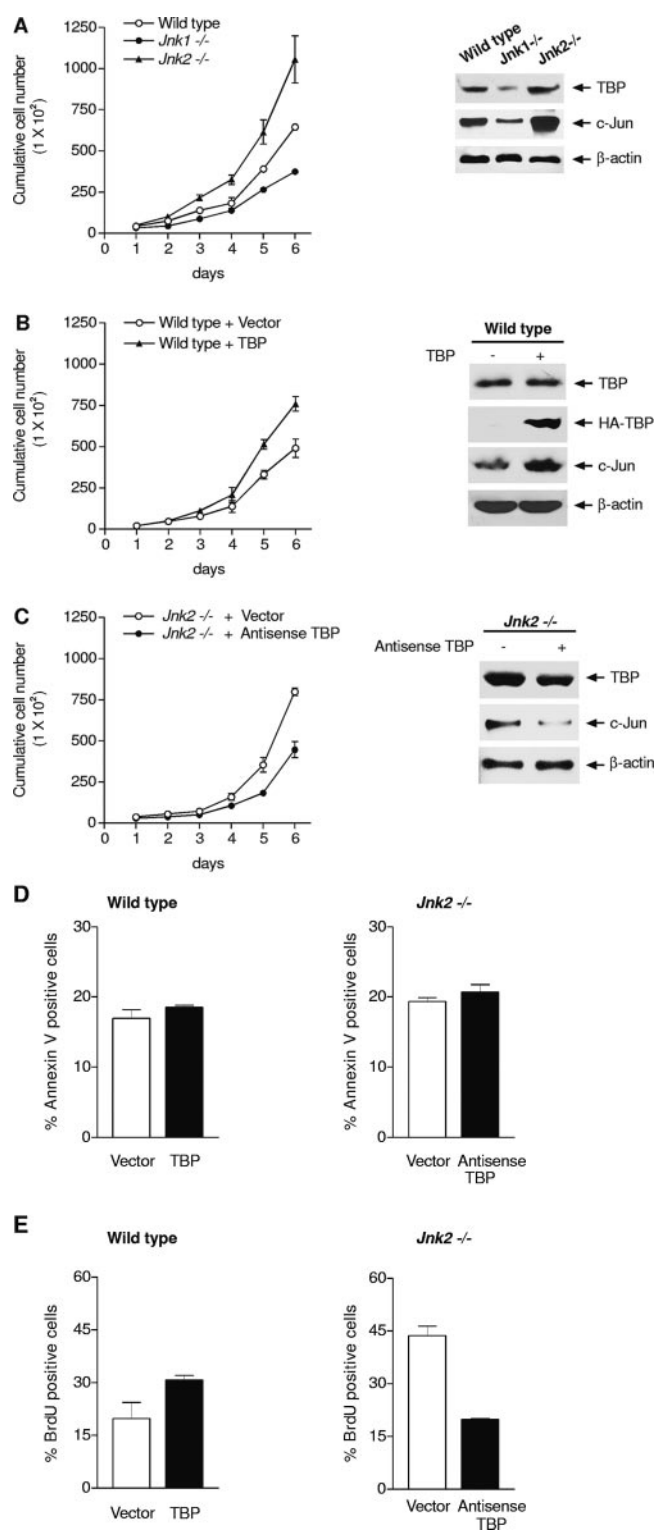 A
Wild type
Jnk1 -/-
Jnk2 -/-
Cumulative cell number
(1 X 10²)
1250
1000
750
500
250
0
0 1 2 3 4 5 6
days
Wild type
Jnk1-/-
Jnk2-/-
TBP
c-Jun
β-actin
B
Wild type + Vector
Wild type + TBP
Cumulative cell number
(1 X 10²)
1250
1000
750
500
250
0
0 1 2 3 4 5 6
days
Wild type
TBP - +
TBP
HA-TBP
c-Jun
β-actin
C
Jnk2 -/- + Vector
Jnk2 -/- + Antisense TBP
Cumulative cell number
(1 X 10²)
1250
1000
750
500
250
0
0 1 2 3 4 5 6
days
Jnk2 -/-
Antisense TBP - +
TBP
c-Jun
β-actin
D
Wild type
% Annexin V positive cells
30
20
10
0
Vector TBP
Jnk2 -/-
% Annexin V positive cells
30
20
10
0
Vector Antisense
TBP
E
Wild type
% BrdU positive cells
60
45
30
15
0
Vector TBP
Jnk2 -/-
% BrdU positive cells
60
45
30
15
0
Vector Antisense
TBP